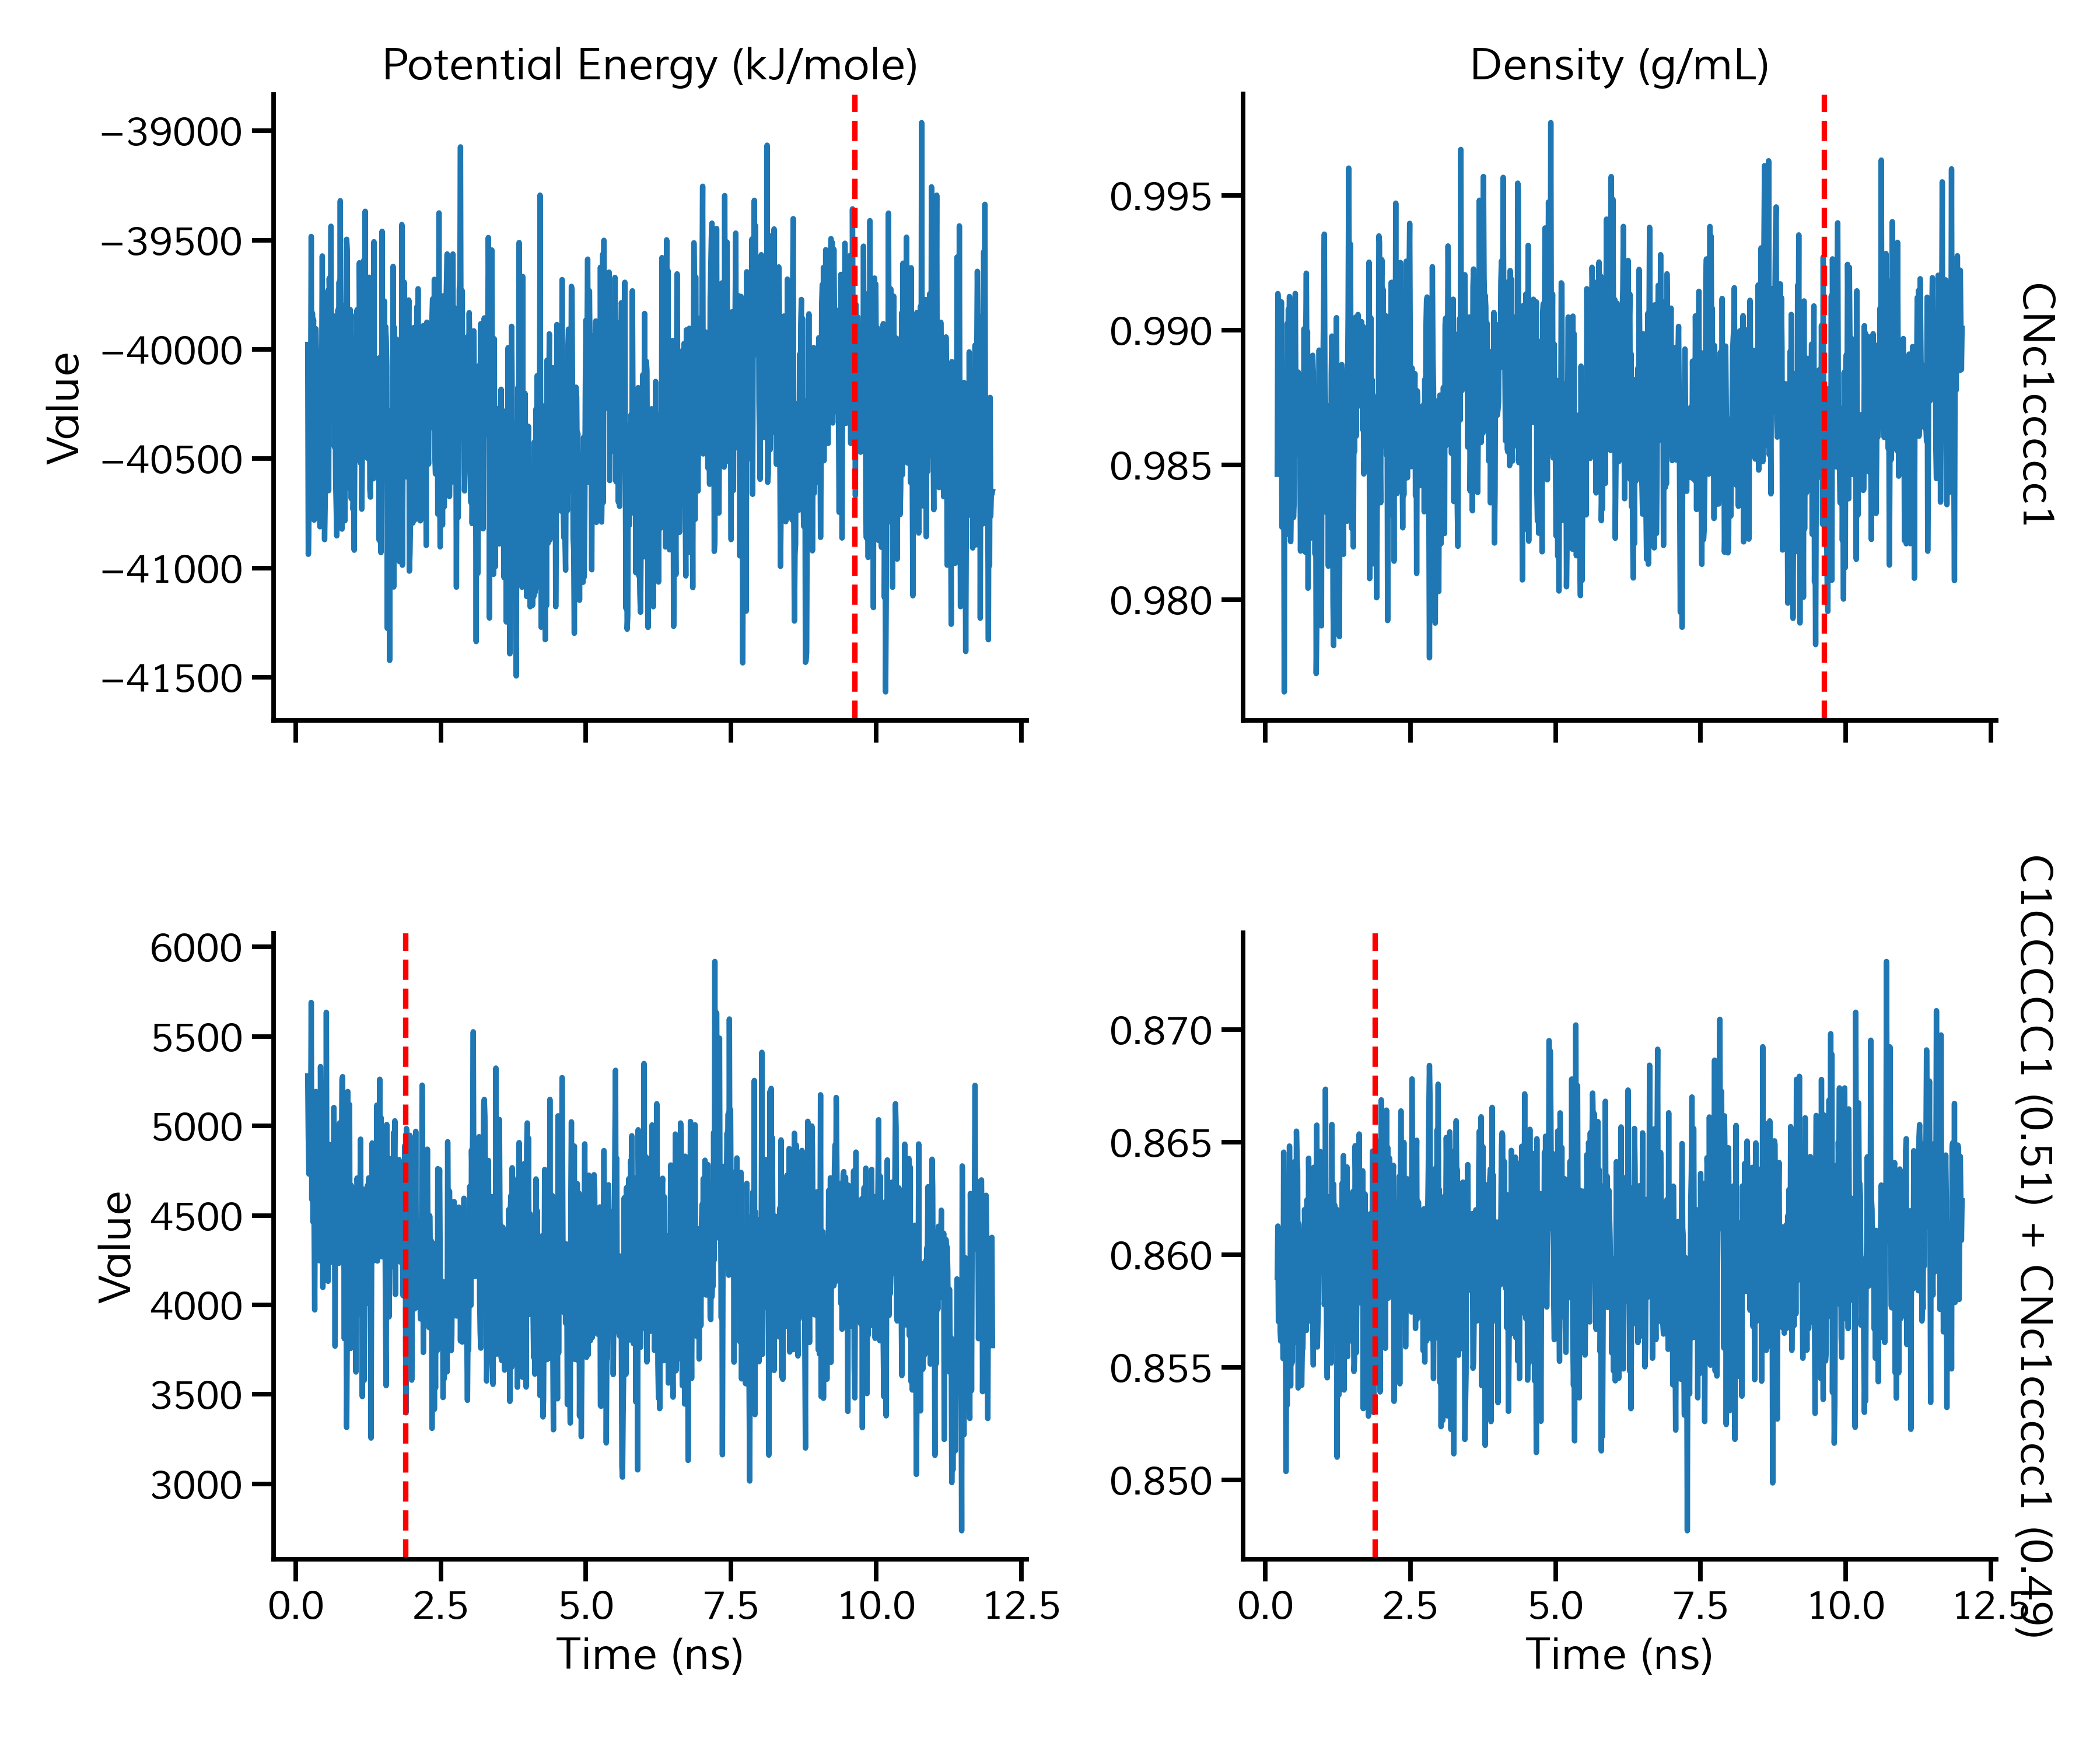 Potential Energy (kJ/mole)
Density (g/mL)
−39000
−39500
−40000
−40500
−41000
−41500
Value
0.995
0.990
0.985
0.980
CNc1ccccc1
6000
5500
5000
4500
4000
3500
3000
Value
0.0 2.5 5.0 7.5 10.0 12.5
Time (ns)
0.870
0.865
0.860
0.855
0.850
0.0 2.5 5.0 7.5 10.0 12.5
Time (ns)
C1CCCCC1 (0.51) + CNc1ccccc1 (0.49)